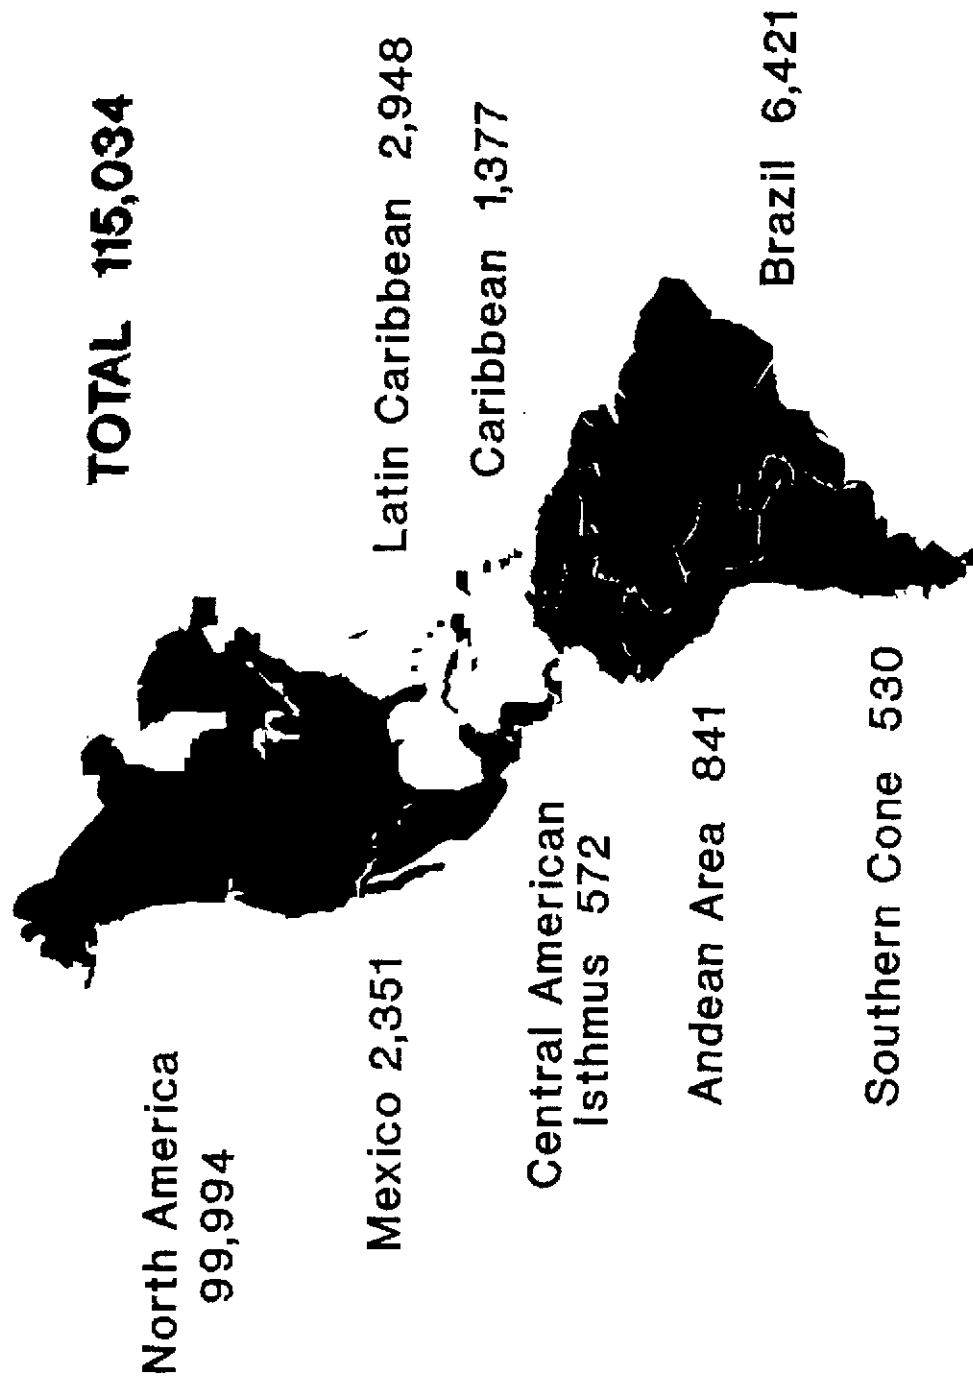 TOTAL 115,034
North America
99,994
Mexico 2,351
Latin Caribbean 2,948
Caribbean 1,377
Central American
Isthmus 572
Andean Area 841
Brazil 6,421
Southern Cone 530